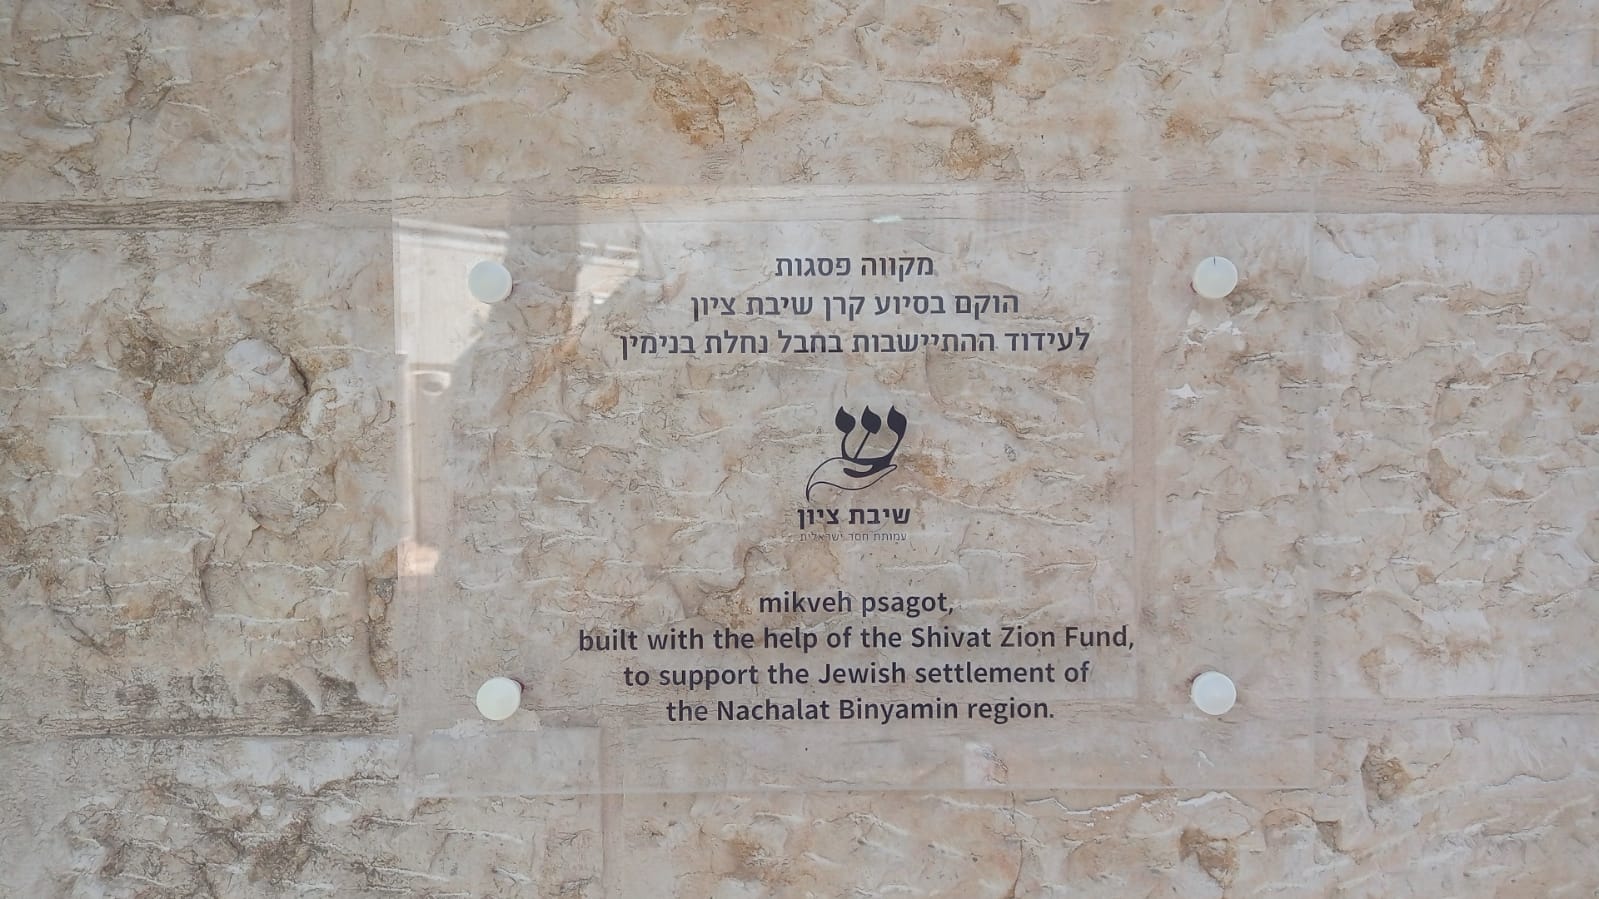 מקווה פסגות
הוקם בסיוע קרן שיבת ציון
לעידוד ההתיישבות בחבל נחלת בנימין
שיבת ציון
עמותת חסד ישראלית
mikveh psagot,
built with the help of the Shivat Zion Fund,
to support the Jewish settlement of
the Nachalat Binyamin region.